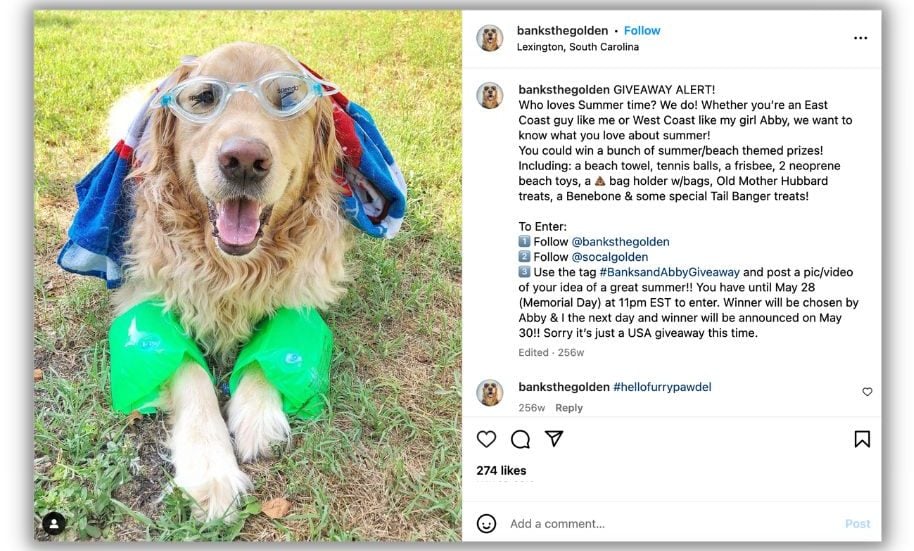 banksthegolden • Follow
Lexington, South Carolina
banksthegolden GIVEAWAY ALERT!
Who loves Summer time? We do! Whether you're an East
Coast guy like me or West Coast like my girl Abby, we want to
know what you love about summer!
You could win a bunch of summer/beach themed prizes!
Including: a beach towel, tennis balls, a frisbee, 2 neoprene
beach toys, a 💩 bag holder w/bags, Old Mother Hubbard
treats, a Benebone & some special Tail Banger treats!
To Enter:
1️⃣ Follow @banksthegolden
2️⃣ Follow @socalgolden
3️⃣ Use the tag #BanksandAbbyGiveaway and post a pic/video
of your idea of a great summer!! You have until May 28
(Memorial Day) at 11pm EST to enter. Winner will be chosen by
Abby & I the next day and winner will be announced on May
30!! Sorry it's just a USA giveaway this time.
Edited · 256w
banksthegolden #hellofurrypawdel
256w Reply
274 likes
Add a comment...
Post
speedo
speedo